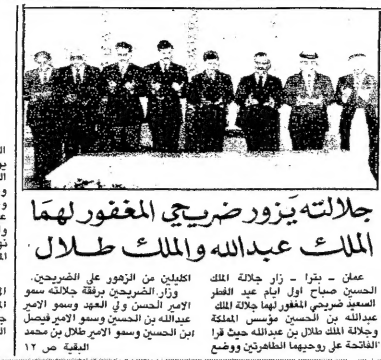 جلالته يزور ضريحي المغفور لهما
الملك عبدالله والملك طلال
عمان - بترا - زار جلالة الملك
الحسين صباح اول ايام عيد الفطر
السعيد ضريحي المغفور لهما جلالة الملك
عبدالله بن الحسين مؤسس المملكة
وجلالة الملك طلال بن عبدالله حيث قرا
الفاتحة على روحيهما الطاهرتين ووضع
اكليلين من الزهور على الضريحين.
وزار الضريحين برفقة جلالته سمو
الامير الحسن ولي العهد وسمو الامير
عبدالله بن الحسين وسمو الامير فيصل
ابن الحسين وسمو الامير طلال بن محمد
البقية ص ١٢